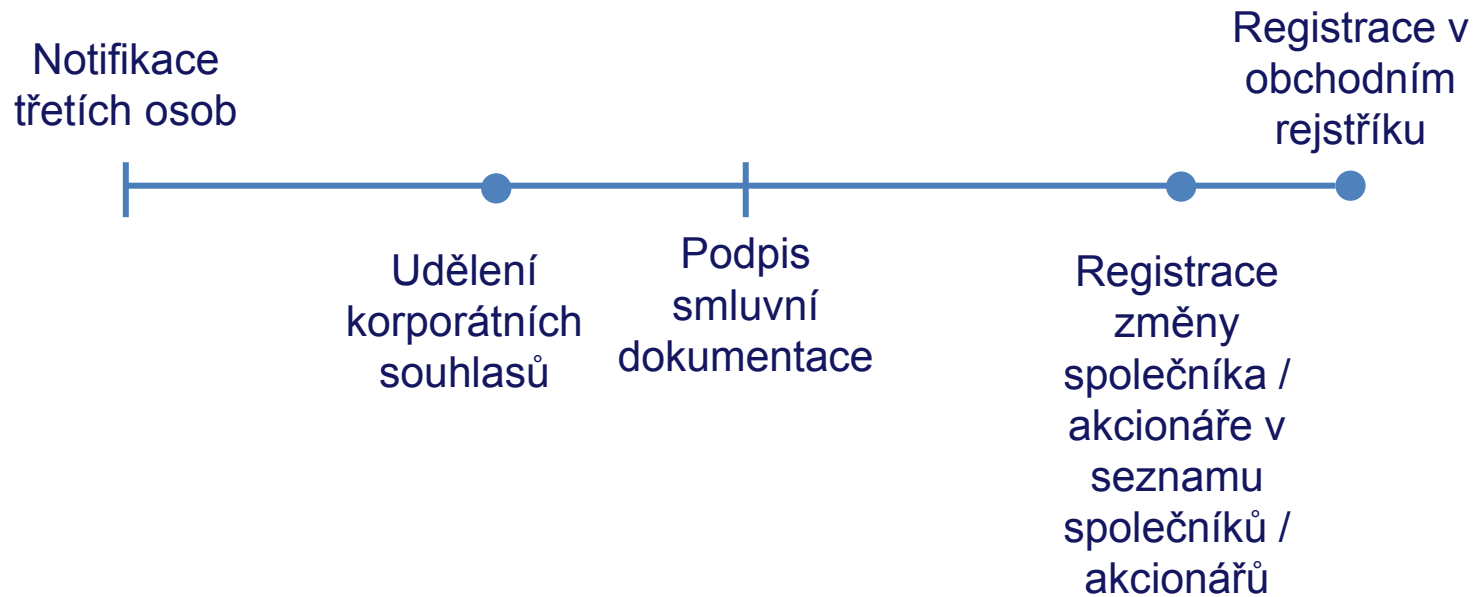 Notifikace
třetích osob
Udělení
korporátních
souhlasů
Podpis
smluvní
dokumentace
Registrace
změny
společníka /
akcionáře v
seznamu
společníků /
akcionářů
Registrace v
obchodním
rejstříku